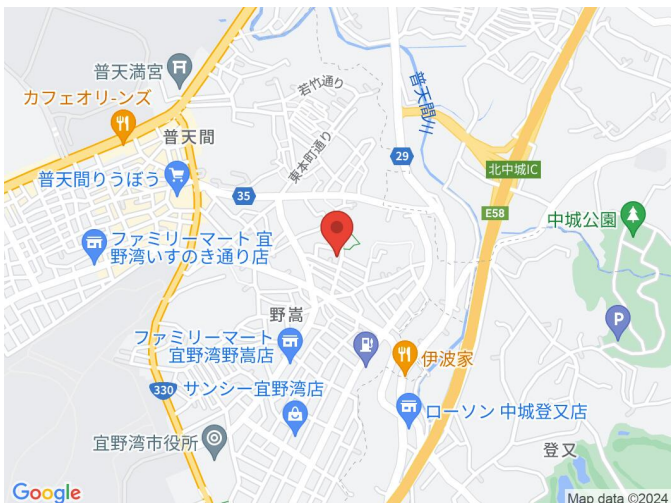 普天満宮
若竹通り
カフェオリーンズ
普天間
普天間川
東本町通り
29
北中城IC
普天間りうぼう
35
E58
中城公園
ファミリーマート 宜
野湾いすのき通り店
野嵩
P
ファミリーマート
宜野湾野嵩店
伊波家
330
サンシー宜野湾店
ローソン 中城登又店
宜野湾市役所
登又
Google
Map data ©2024